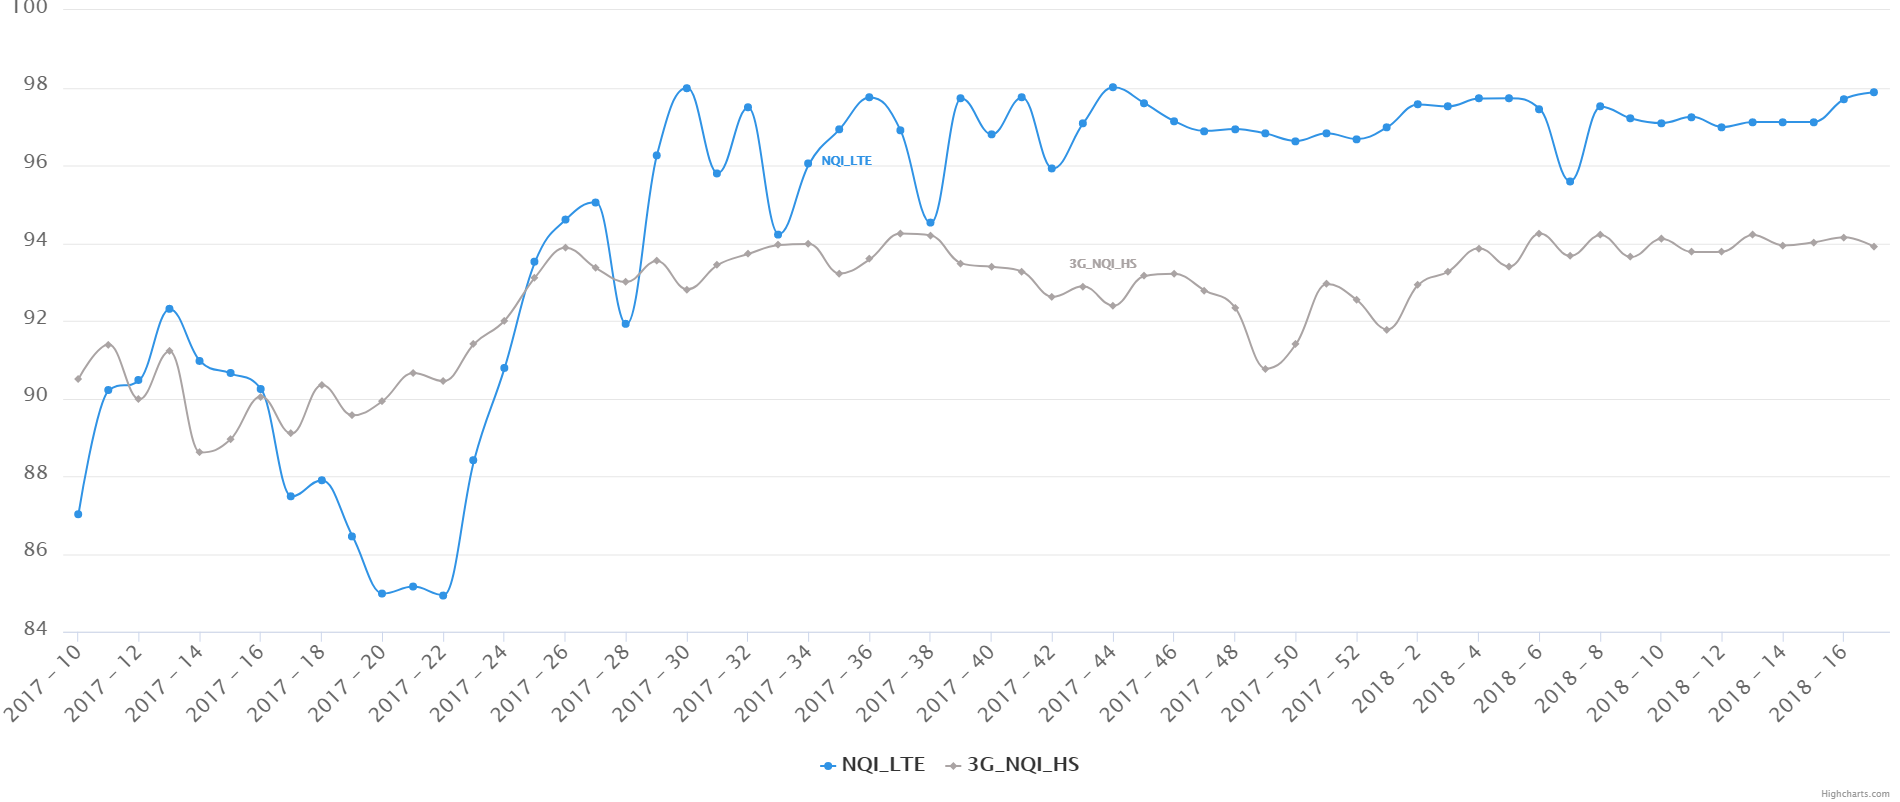 100
98
96
94
92
90
88
86
84
NQI_LTE
3G_NQI_HS
2017 – 10
2017 – 12
2017 – 14
2017 – 16
2017 – 18
2017 – 20
2017 – 22
2017 – 24
2017 – 26
2017 – 28
2017 – 30
2017 – 32
2017 – 34
2017 – 36
2017 – 38
2017 – 40
2017 – 42
2017 – 44
2017 – 46
2017 – 48
2017 – 50
2017 – 52
2018 – 2
2018 – 4
2018 – 6
2018 – 8
2018 – 10
2018 – 12
2018 – 14
2018 – 16
NQI_LTE 3G_NQI_HS
Highcharts.com